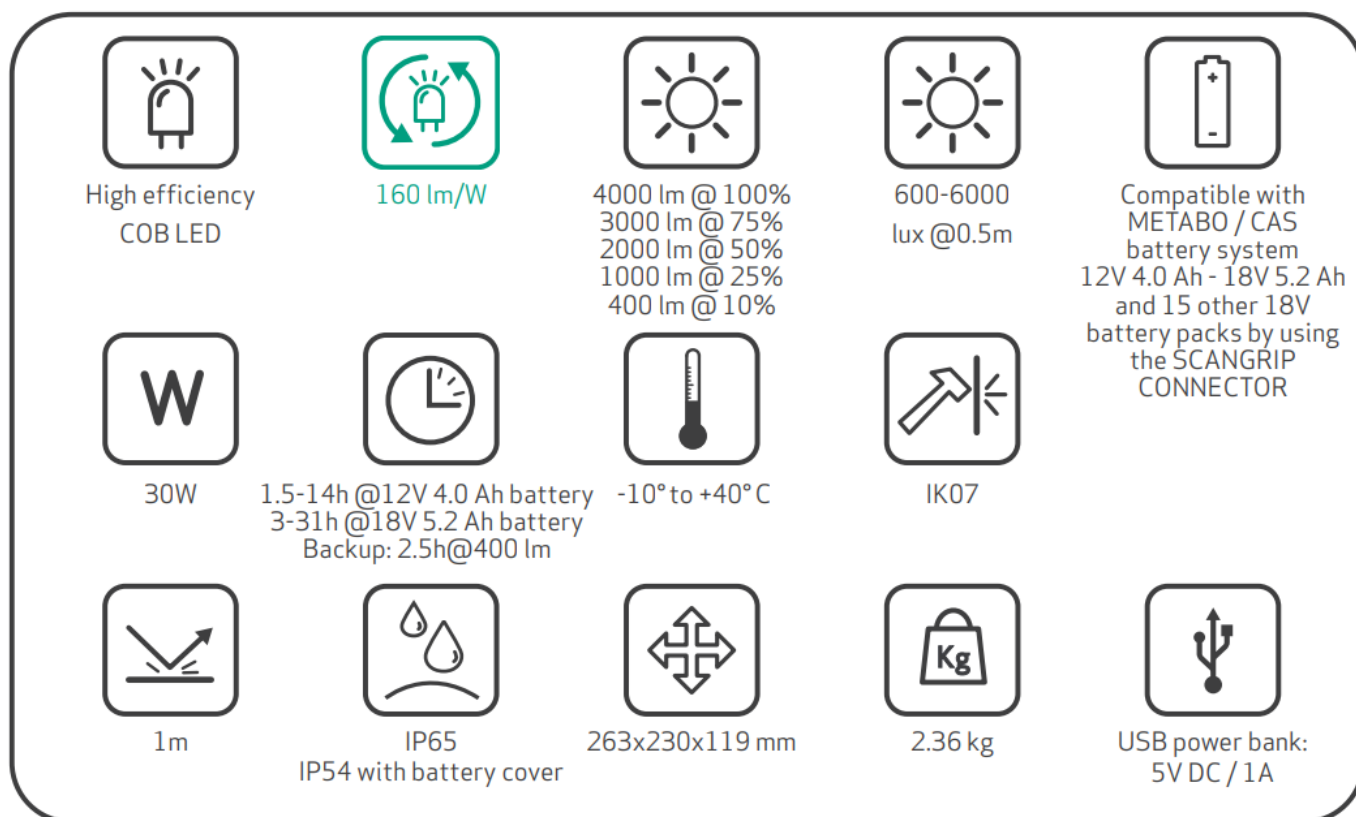 High efficiency
COB LED
160 lm/W
4000 lm @ 100%
3000 lm @ 75%
2000 lm @ 50%
1000 lm @ 25%
400 lm @ 10%
600-6000
lux @0.5m
+
-
Compatible with
METABO / CAS
battery system
12V 4.0 Ah - 18V 5.2 Ah
and 15 other 18V
battery packs by using
the SCANGRIP
CONNECTOR
W
30W
1.5-14h @12V 4.0 Ah battery
3-31h @18V 5.2 Ah battery
Backup: 2.5h@400 lm
-10° to +40° C
IK07
1m
IP65
IP54 with battery cover
263x230x119 mm
Kg
2.36 kg
USB power bank:
5V DC / 1A